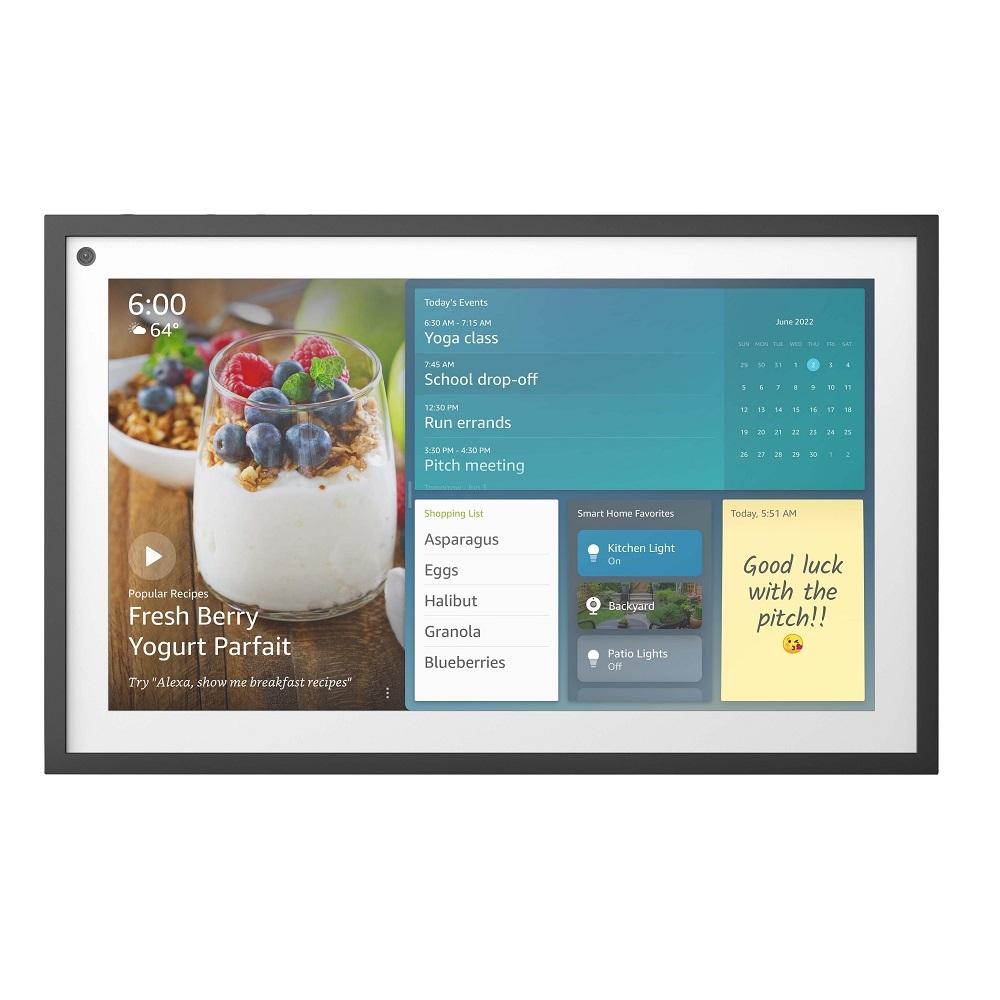 6:00
64°
Popular Recipes
Fresh Berry
Yogurt Parfait
Try "Alexa, show me breakfast recipes"
Today's Events
6:30 AM - 7:15 AM
Yoga class
7:45 AM
School drop-off
12:30 PM
Run errands
3:30 PM - 4:30 PM
Pitch meeting
Tomorrow - Jun 3
June 2022
SUN MON TUE WED THU FRI SAT
29 30 31 1 2 3 4
5 6 7 8 9 10 11
12 13 14 15 16 17 18
19 20 21 22 23 24 25
26 27 28 29 30 1 2
Shopping List
Asparagus
Eggs
Halibut
Granola
Blueberries
Smart Home Favorites
Kitchen Light
On
Backyard
Patio Lights
Off
Today, 5:51 AM
Good luck
with the
pitch!!
😘